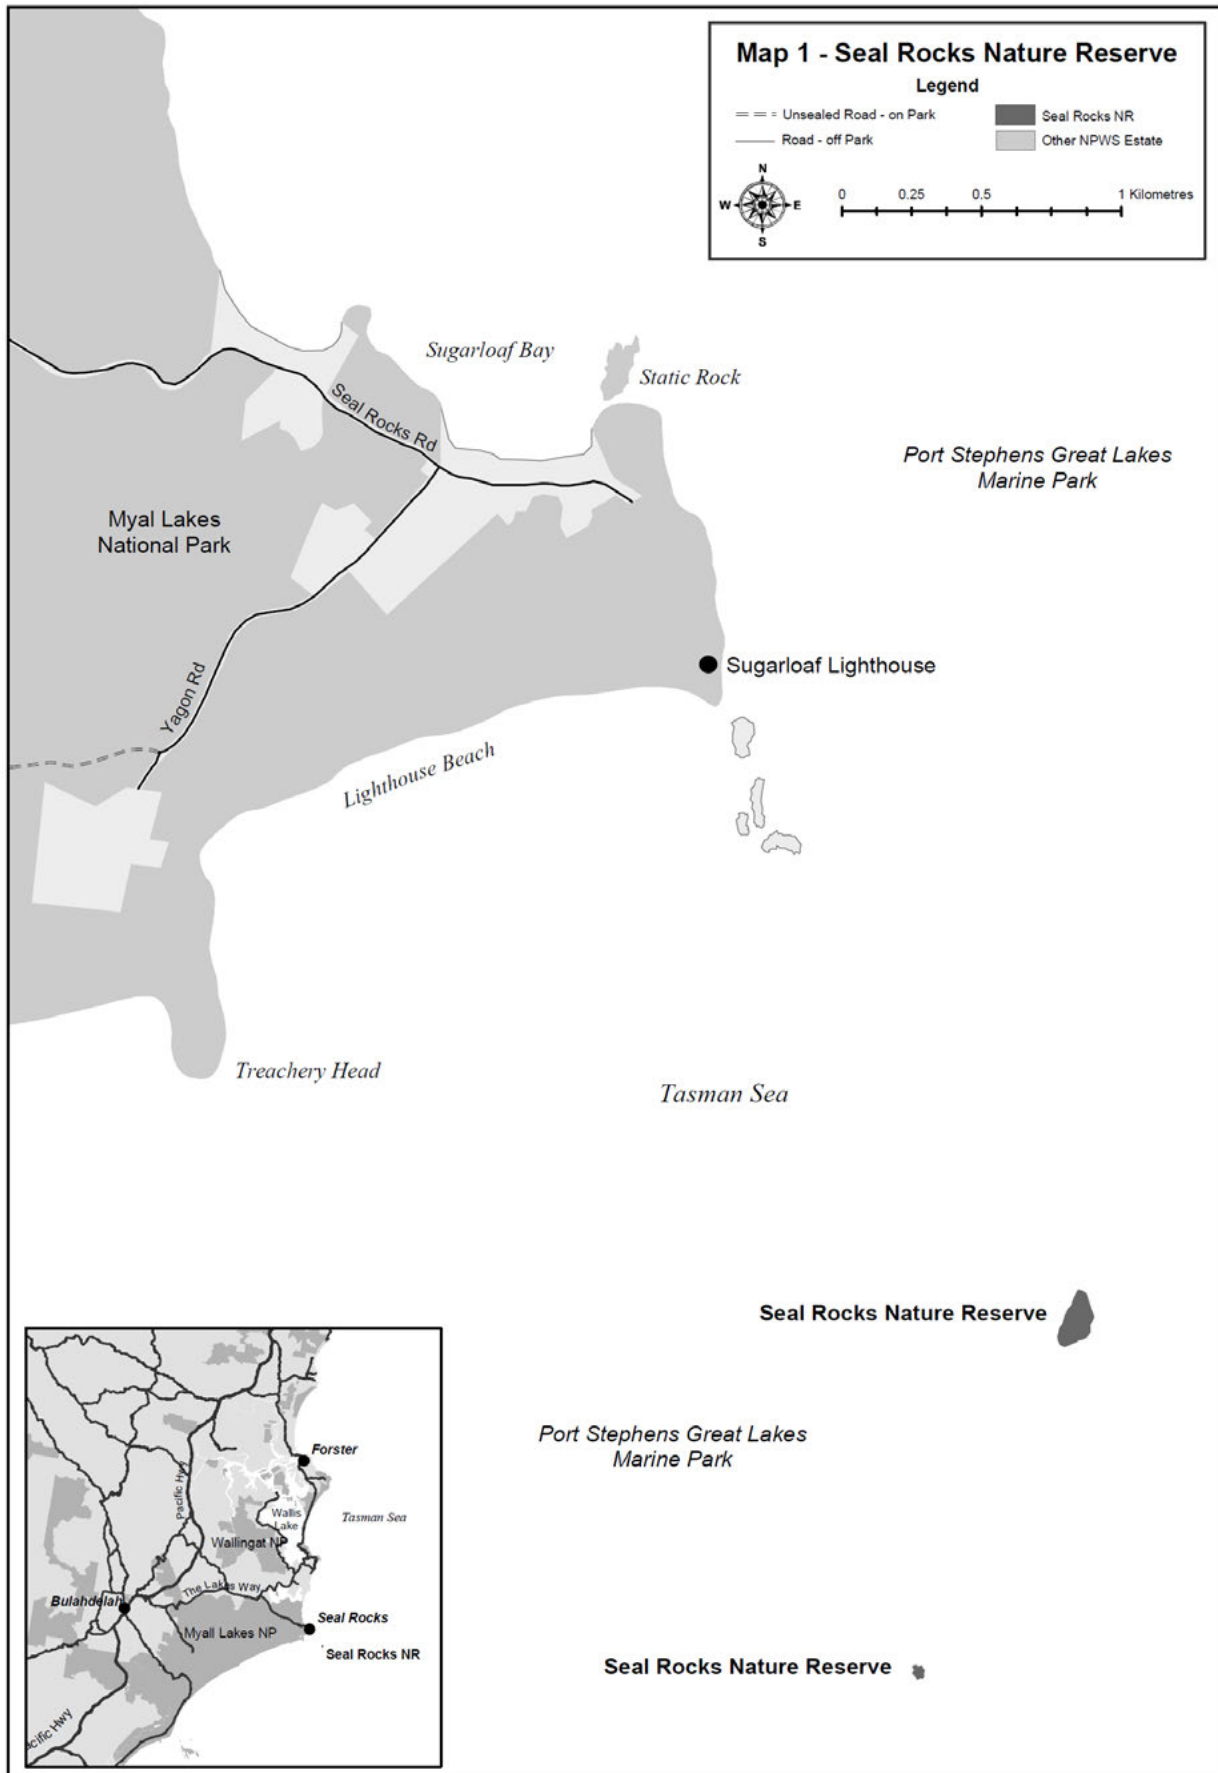 Map 1 - Seal Rocks Nature Reserve
Legend
Unsealed Road - on Park
Seal Rocks NR
Road - off Park
Other NPWS Estate
N
W
E
S
0
0.25
0.5
1 Kilometres
Sugarloaf Bay
Static Rock
Seal Rocks Rd
Port Stephens Great Lakes
Marine Park
Myal Lakes
National Park
Sugarloaf Lighthouse
Yagon Rd
Lighthouse Beach
Treachery Head
Tasman Sea
Seal Rocks Nature Reserve
Port Stephens Great Lakes
Marine Park
Seal Rocks Nature Reserve
Forster
Pacific Hwy
Wallis
Lake
Tasman Sea
Wallingat NP
The Lakes Way
Bulahdelah
Seal Rocks
Myall Lakes NP
Seal Rocks NR
acific Hwy